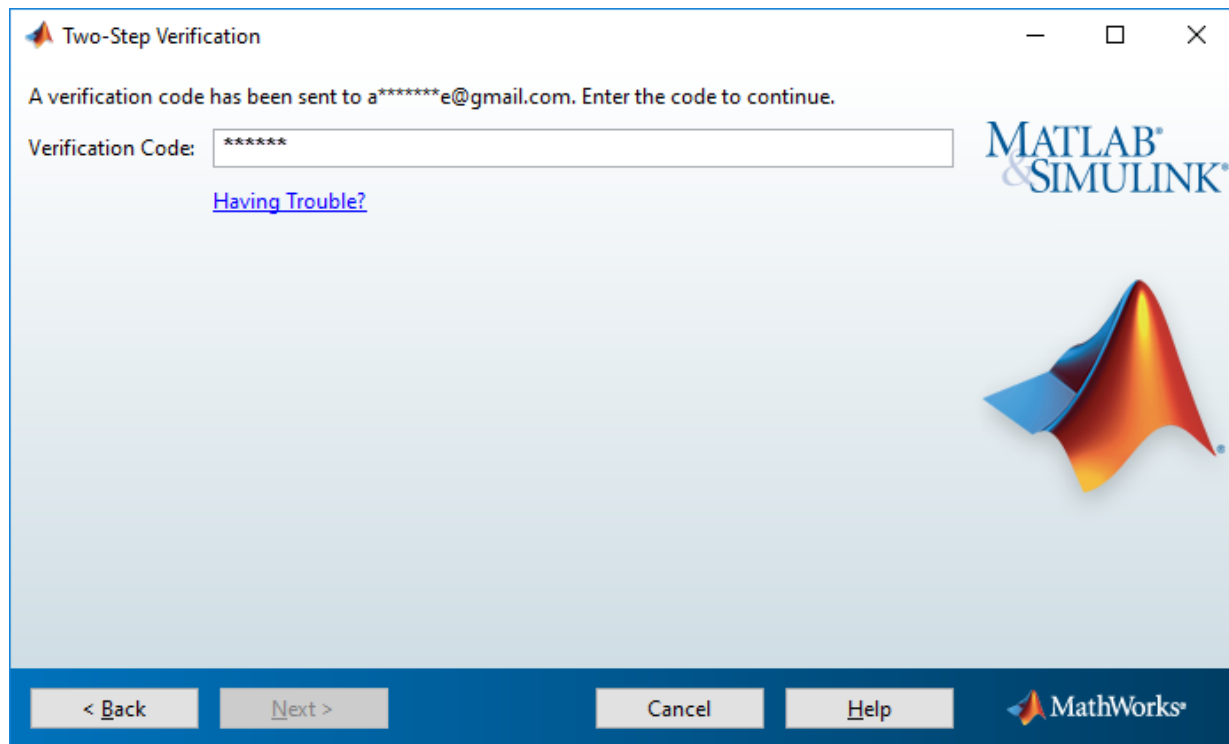 Two-Step Verification
A verification code has been sent to a*******e@gmail.com. Enter the code to continue.
Verification Code: ******
Having Trouble?
MATLAB®
&SIMULINK®
®
< Back Next > Cancel Help MathWorks®